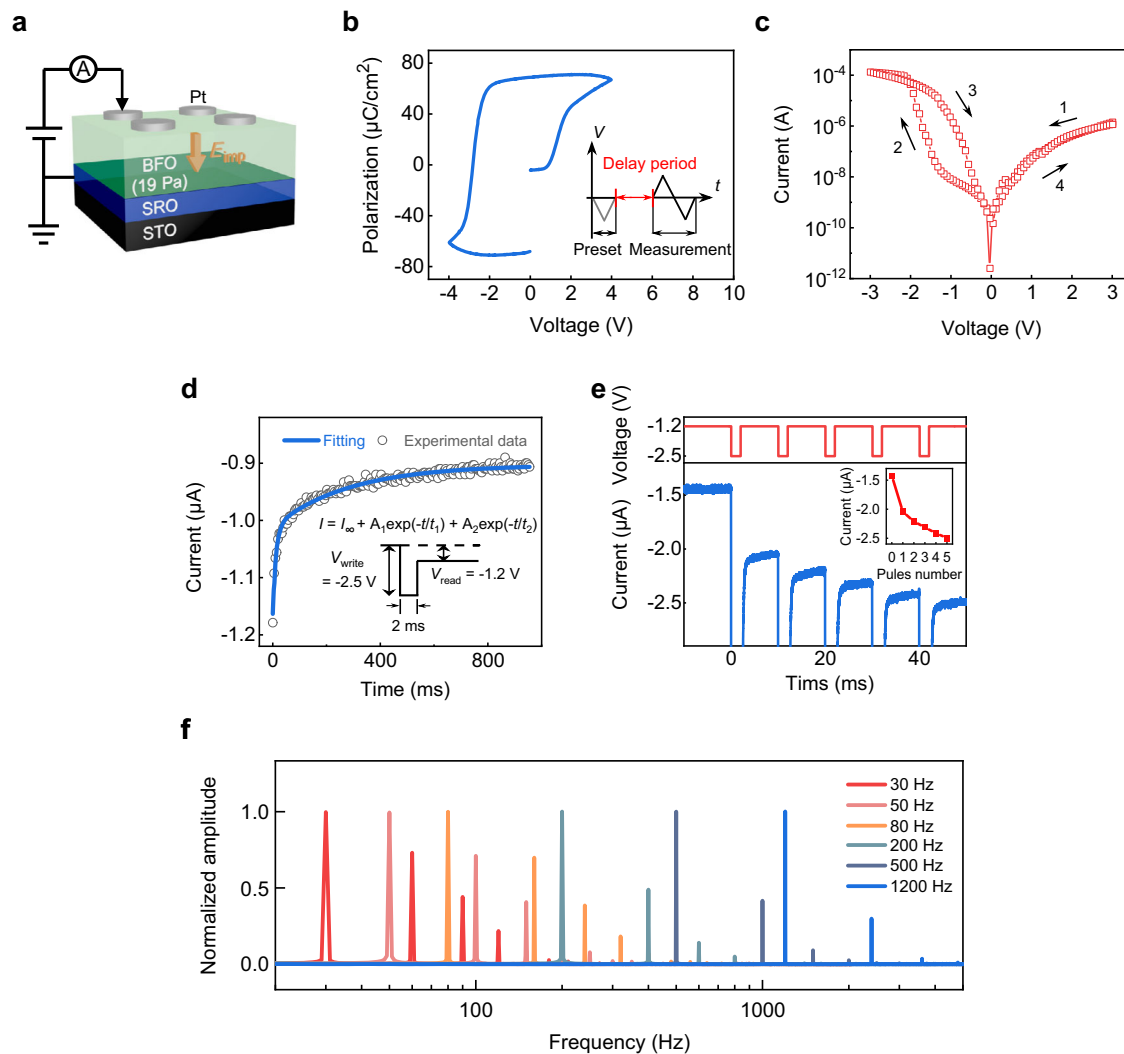 a
A
Pt
E_imp
BFO
(19 Pa)
SRO
STO
b
Polarization (μC/cm²)
80
40
0
-40
-80
V
Delay period
t
Preset
Measurement
-4 -2 0 2 4 6 8 10
Voltage (V)
c
Current (A)
10⁻⁴
10⁻⁶
10⁻⁸
10⁻¹⁰
10⁻¹²
3
1
2
4
-3 -2 -1 0 1 2 3
Voltage (V)
d
Fitting
Experimental data
Current (μA)
-0.9
-1.0
-1.1
-1.2
I = I∞ + A₁exp(-t/t₁) + A₂exp(-t/t₂)
V_write
= -2.5 V
V_read = -1.2 V
2 ms
0 400 800
Time (ms)
e
Voltage (V)
-1.2
-2.5
Current (μA)
-1.5
-2.0
-2.5
Current (μA)
-1.5
-2.0
-2.5
0 1 2 3 4 5
Pules number
0 20 40
Tims (ms)
f
Normalized amplitude
1.0
0.5
0.0
30 Hz
50 Hz
80 Hz
200 Hz
500 Hz
1200 Hz
100 1000
Frequency (Hz)